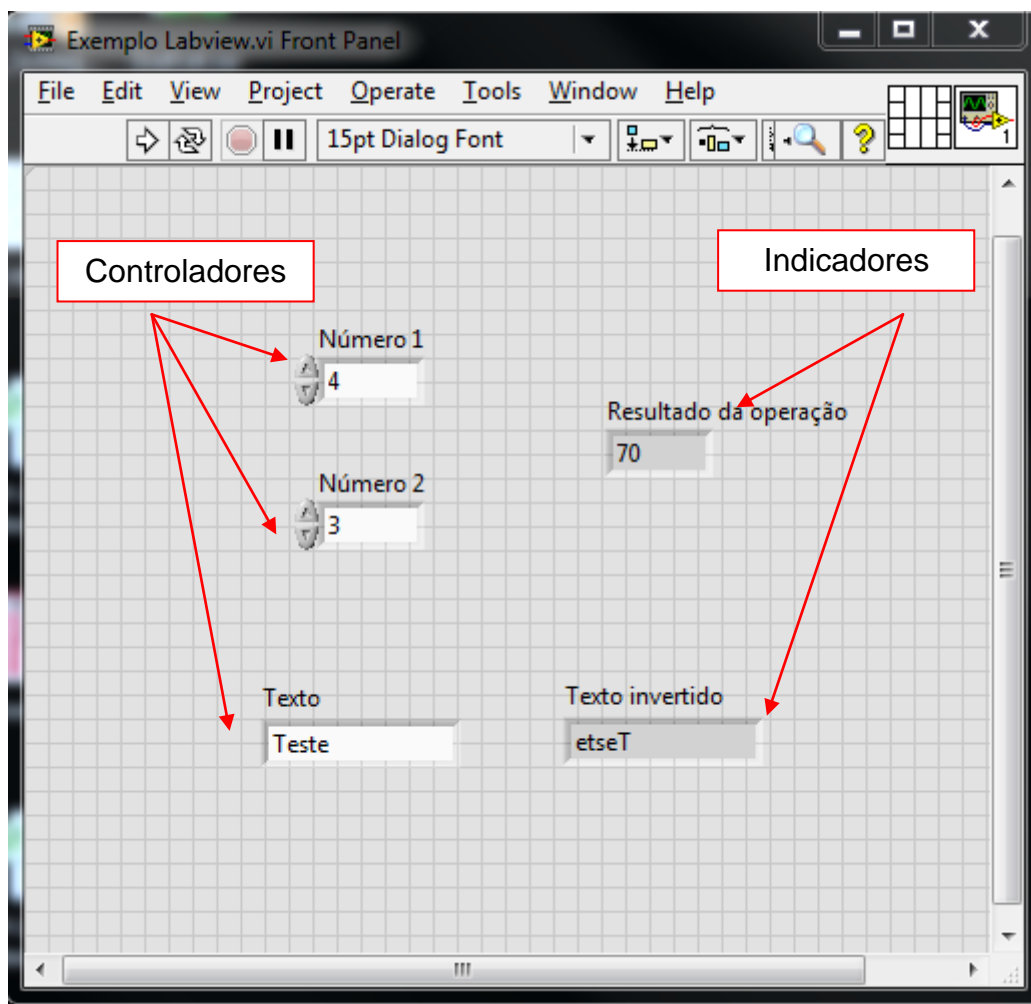 Exemplo Labview.vi Front Panel
File Edit View Project Operate Tools Window Help
15pt Dialog Font
?
1
Controladores
Indicadores
Número 1
4
Resultado da operação
70
Número 2
3
Texto
Texto invertido
Teste
etseT